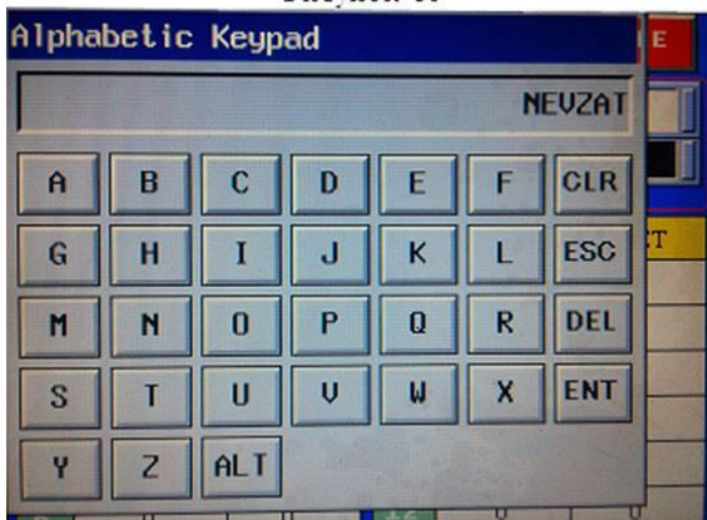 Alphabetic Keypad
E
NEVZAT
A B C D E F CLR
G H I J K L ESC
M N O P Q R DEL
S T U V W X ENT
Y Z ALT